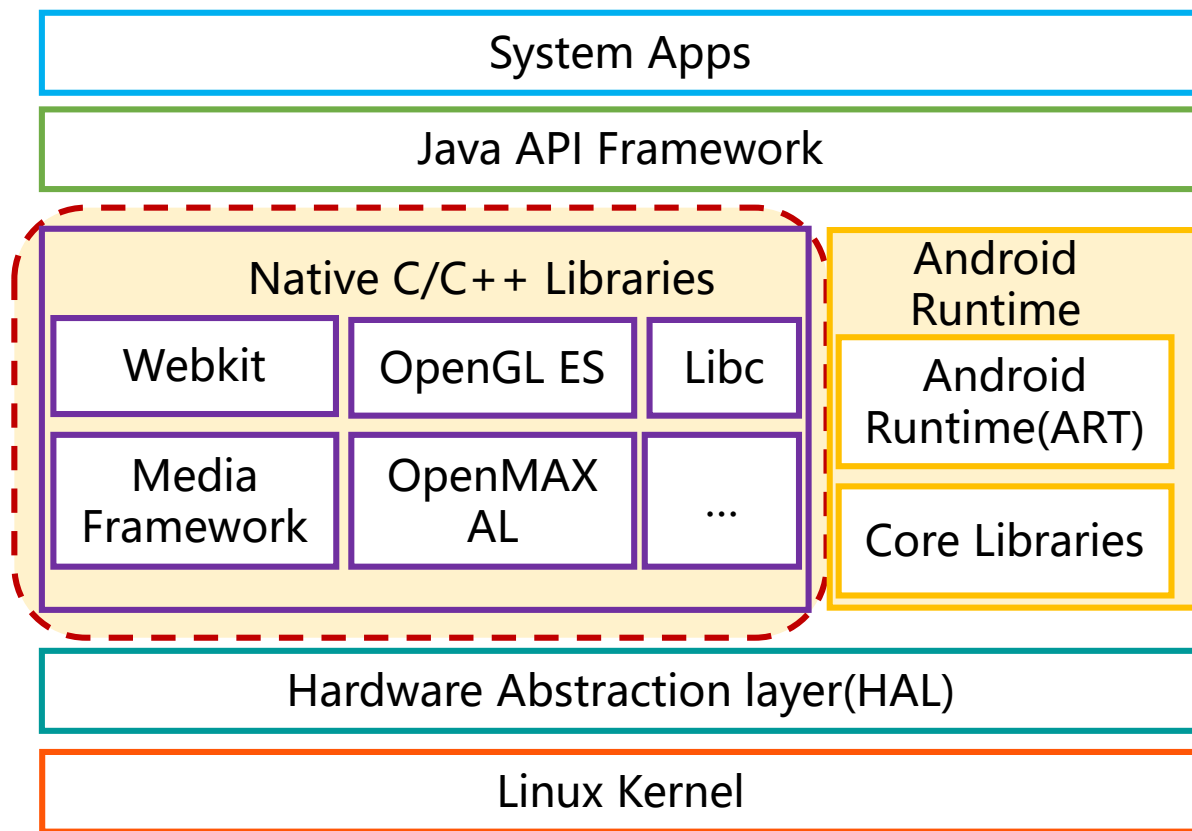 System Apps
Java API Framework
Native C/C++ Libraries
Webkit
OpenGL ES
Libc
Media
Framework
OpenMAX
AL
...
Android
Runtime
Android
Runtime(ART)
Core Libraries
Hardware Abstraction layer(HAL)
Linux Kernel